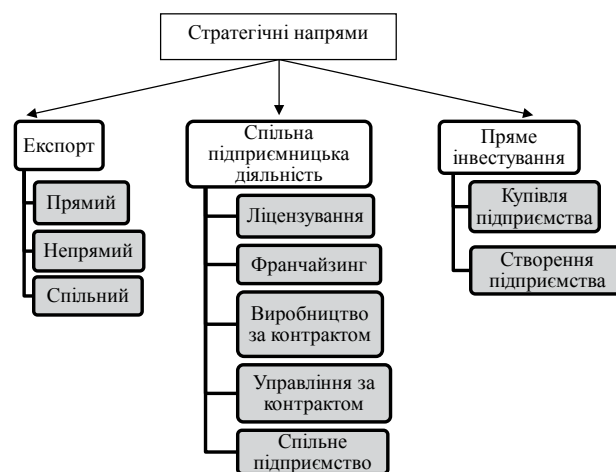 Стратегічні напрями
Експорт
Прямий
Непрямий
Спільний
Спільна
підприємницька
діяльність
Ліцензування
Франчайзинг
Виробництво
за контрактом
Управління за
контрактом
Спільне
підприємство
Пряме
інвестування
Купівля
підприємства
Створення
підприємства